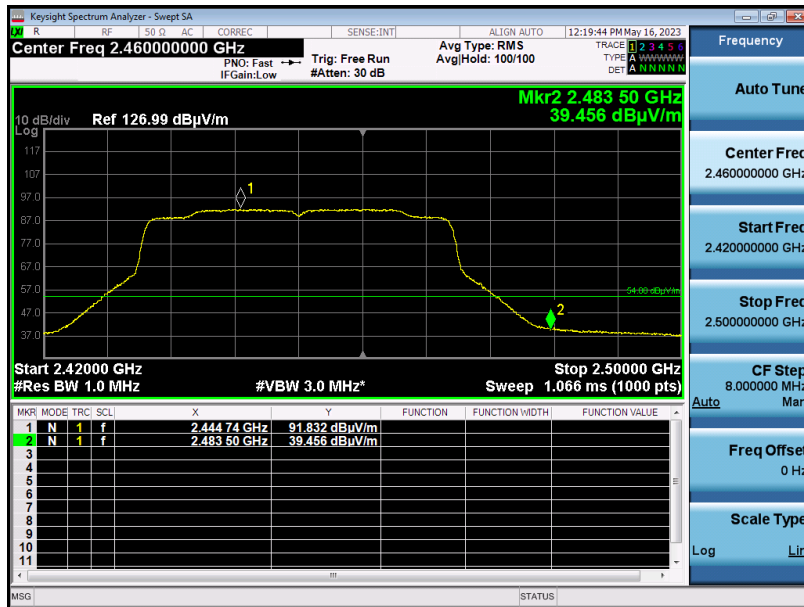 Keysight Spectrum Analyzer - Swept SA
LXI R RF 50 Ω AC CORREC SENSE:INT ALIGN AUTO 12:19:44 PM May 16, 2023
Center Freq 2.460000000 GHz
PNO: Fast
IFGain:Low
Trig: Free Run
#Atten: 30 dB
Avg Type: RMS
Avg|Hold: 100/100
TRACE 1 2 3 4 5 6
TYPE A WWWWW
DET A N N N N N
Mkr2 2.483 50 GHz
39.456 dBµV/m
10 dB/div Ref 126.99 dBµV/m
Log
117
107
97.0
87.0
77.0
67.0
57.0
47.0
37.0
1
54.00 dBµV/m
2
Start 2.42000 GHz Stop 2.50000 GHz
#Res BW 1.0 MHz #VBW 3.0 MHz* Sweep 1.066 ms (1000 pts)
MKR MODE TRC SCL X Y FUNCTION FUNCTION WIDTH FUNCTION VALUE
1 N 1 f 2.444 74 GHz 91.832 dBµV/m
2 N 1 f 2.483 50 GHz 39.456 dBµV/m
3
4
5
6
7
8
9
10
11
MSG STATUS
Frequency
Auto Tune
Center Freq
2.460000000 GHz
Start Freq
2.420000000 GHz
Stop Freq
2.500000000 GHz
CF Step
8.000000 MHz
Auto Man
Freq Offset
0 Hz
Scale Type
Log Lin